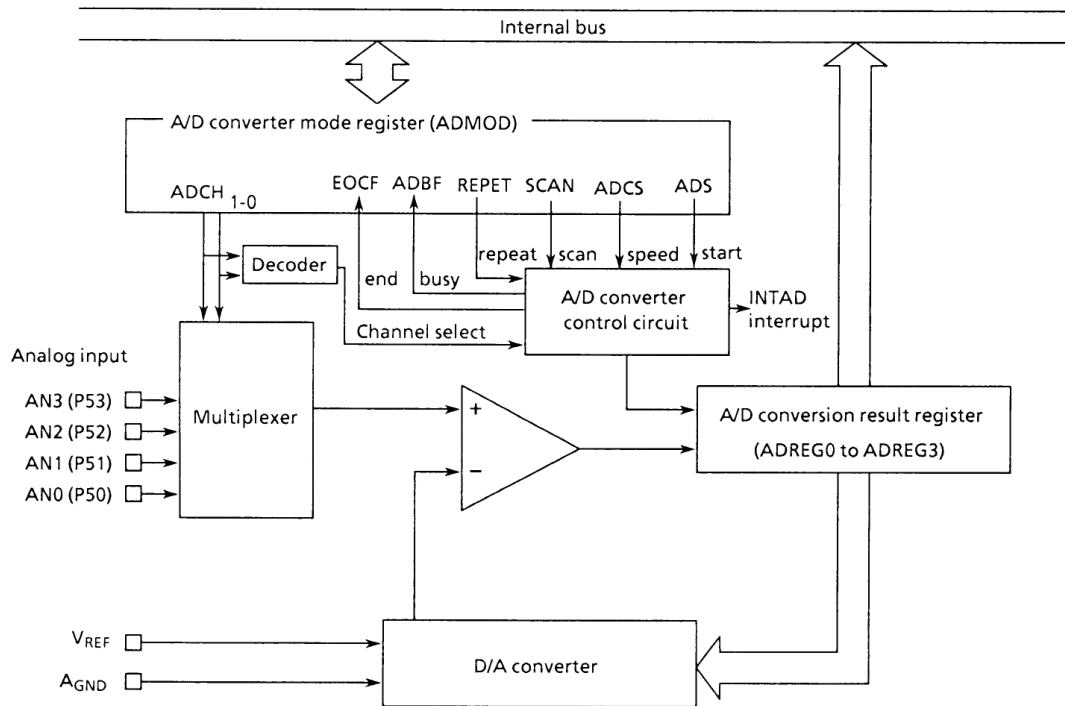 Internal bus
A/D converter mode register (ADMOD)
ADCH 1-0
EOCF ADBF REPET SCAN ADCS ADS
repeat scan speed start
Decoder
end busy
A/D converter
control circuit
INTAD
interrupt
Channel select
Analog input
AN3 (P53)
AN2 (P52)
AN1 (P51)
AN0 (P50)
Multiplexer
+
−
A/D conversion result register
(ADREG0 to ADREG3)
VREF
AGND
D/A converter